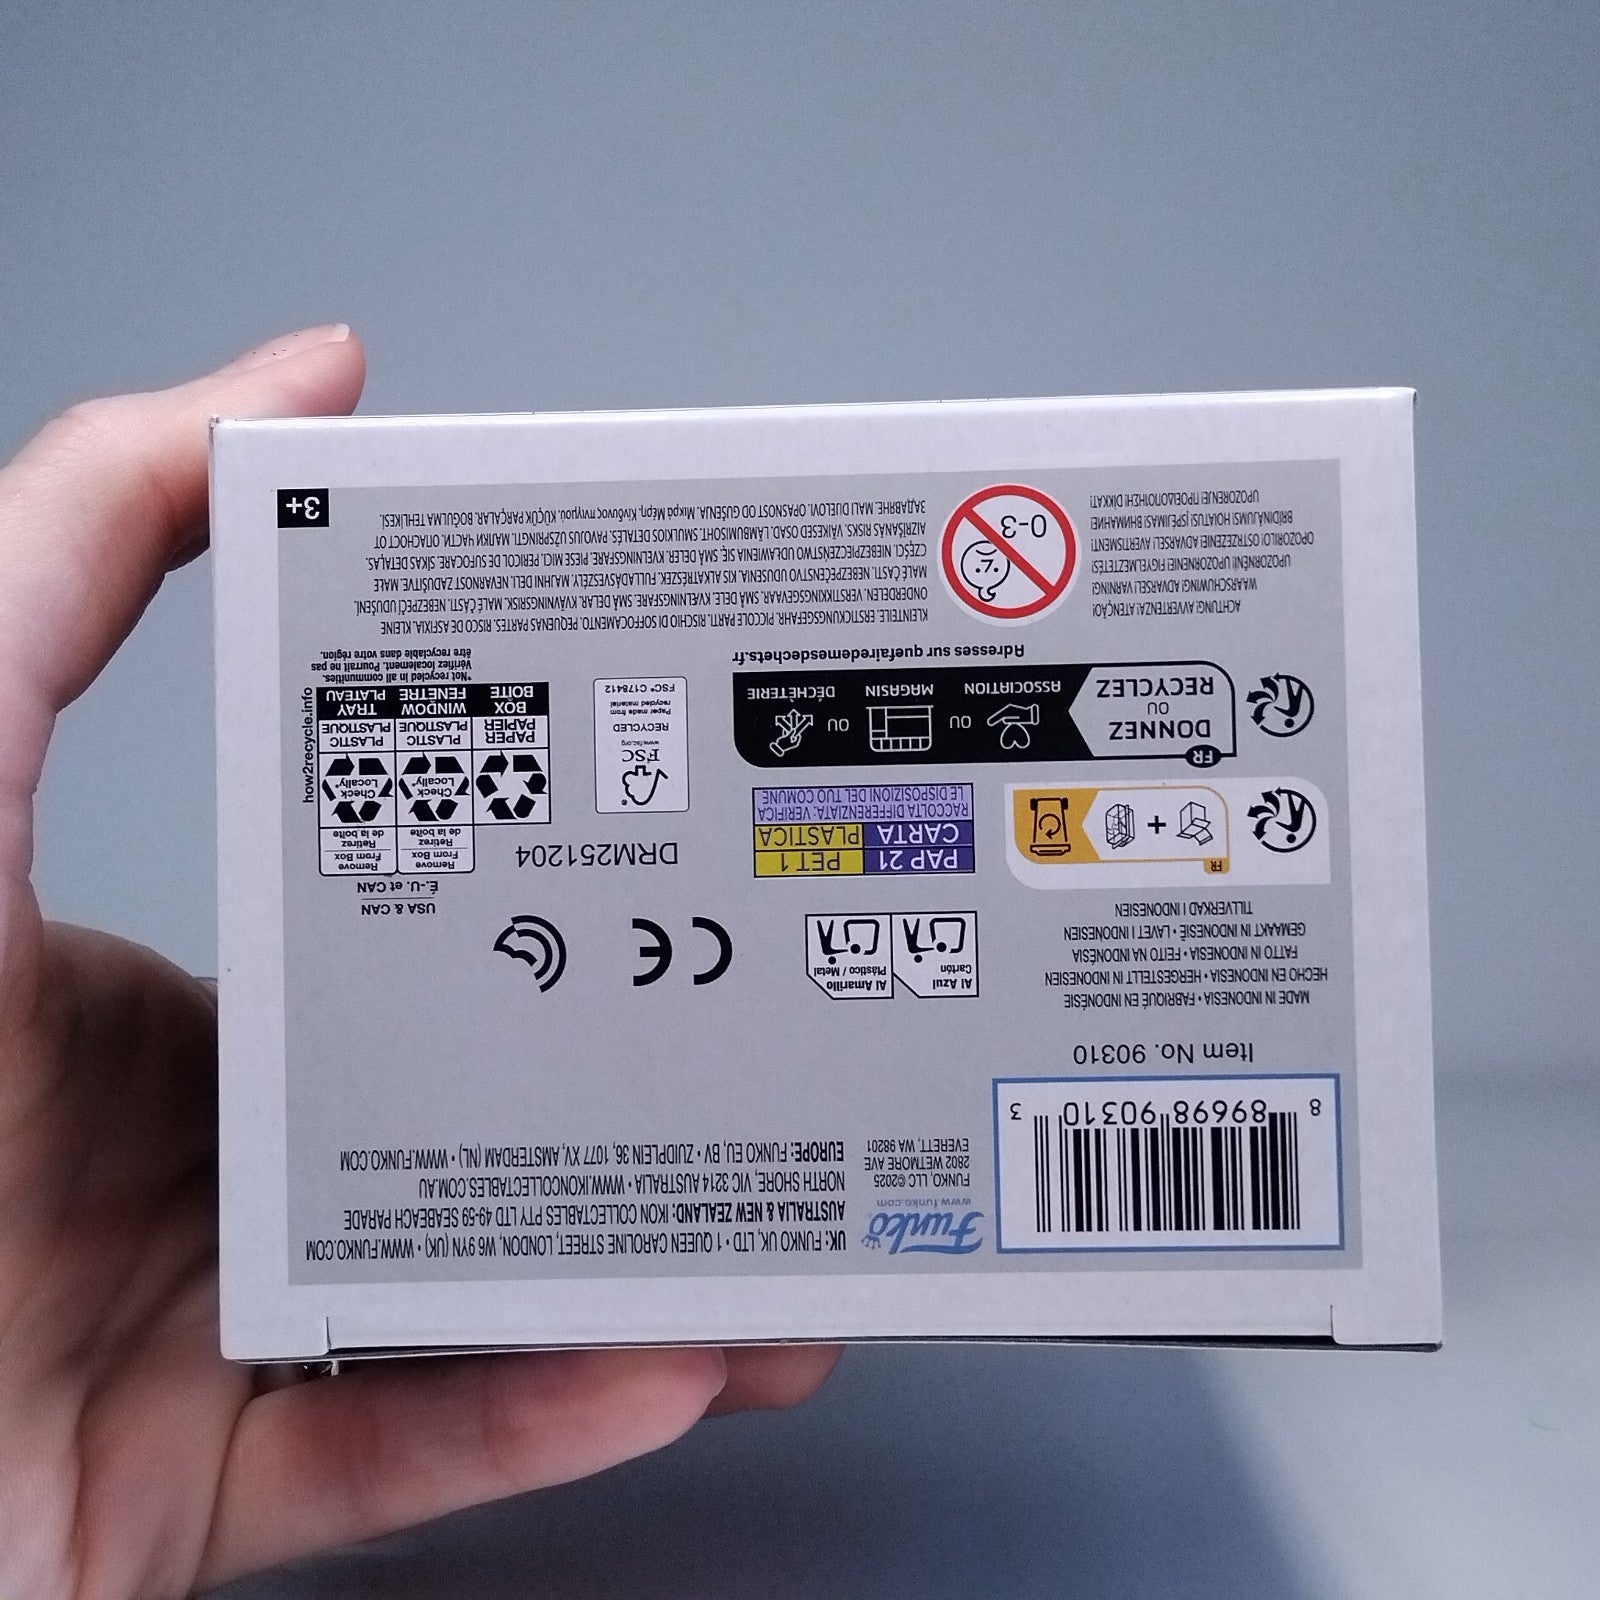 Funko
www.funko.com
FUNKO, LLC ©2025
2802 WETMORE AVE
EVERETT, WA 98201
UK: FUNKO UK, LTD • 1 QUEEN CAROLINE STREET, LONDON, W6 9YN (UK) • WWW.FUNKO.COM
AUSTRALIA & NEW ZEALAND: IKON COLLECTABLES PTY LTD 49-59 SEABEACH PARADE
NORTH SHORE, VIC 3214 AUSTRALIA • WWW.IKONCOLLECTABLES.COM.AU
EUROPE: FUNKO EU, BV • ZUIDPLEIN 36, 1077 XV, AMSTERDAM (NL) • WWW.FUNKO.COM
8 89698 90310 3
Item No. 90310
MADE IN INDONESIA • FABRIQUÉ EN INDONÉSIE
HECHO EN INDONESIA • HERGESTELLT IN INDONESIEN
FATTO IN INDONESIA • FEITO NA INDONÉSIA
GEMAAKT IN INDONESIË • LAVET I INDONESIEN
TILLVERKAD I INDONESIEN
Al Azul
Cartón
Al Amarillo
Plástico / Metal
CE
USA & CAN
É.-U. et CAN
DRM251204
PAP 21
PET 1
CARTA
PLASTICA
RACCOLTA DIFFERENZIATA: VERIFICA
LE DISPOSIZIONI DEL TUO COMUNE
FR
+
Remove
From Box
Retirez
de la boîte
Remove
From Box
Retirez
de la boîte
Check
Locally*
Check
Locally*
PAPER
PAPIER
BOX
BOÎTE
PLASTIC
PLASTIQUE
WINDOW
FENÊTRE
PLASTIC
PLASTIQUE
TRAY
PLATEAU
how2recycle.info
*Not recycled in all communities.
Vérifiez localement. Pourrait ne pas
être recyclable dans votre région.
FSC
www.fsc.org
RECYCLED
Paper made from
recycled material
FSC® C178412
FR
DONNEZ
OU
RECYCLEZ
ASSOCIATION
OU
MAGASIN
OU
DÉCHÈTERIE
Adresses sur quefairedemesdechets.fr
ACHTUNG! AVVERTENZA! ATENÇÃO!
WAARSCHUWING! ADVARSEL! VARNING!
UPOZORNĚNÍ! UPOZORNENIE! FIGYELMEZTETÉS!
OPOZORILO! OSTRZEŻENIE! ADVARSEL! AVERTISMENT!
BRĪDINĀJUMS! HOIATUS! ĮSPĖJIMAS! ВНИМАНИЕ!
UPOZORENJE! ΠΡΟΕΙΔΟΠΟΙΗΣΗ! DIKKAT!
0-3
KLEINTEILE. ERSTICKUNGSGEFAHR. PICCOLE PARTI. RISCHIO DI SOFFOCAMENTO. PEQUENAS PARTES. RISCO DE ASFIXIA. KLEINE
ONDERDELEN. VERSTIKKINGSGEVAAR. SMÅ DELE. KVÆLNINGSFARE. SMÅ DELAR. KVÄVNINGSRISK. MALÉ ČÁSTI. NEBEZPEČÍ UDUŠENÍ.
MALÉ ČASTI. NEBEZPEČENSTVO UDUSENIA. KIS ALKATRÉSZEK. FULLADÁSVESZÉLY. MAJHNI DELI. NEVARNOST ZADUŠITVE. MAŁE
CZĘŚCI. NIEBEZPIECZEŃSTWO UDŁAWIENIA SIĘ. SMÅ DELER. KVELNINGSFARE. PIESE MICI. PERICOL DE SUFOCARE. SĪKAS DETAĻAS.
AIZRĪŠANĀS RISKS. VÄIKESED OSAD. LÄMBUMISOHT. SMULKIOS DETALĖS. PAVOJUS UŽSPRINGTI. МАЛКИ ЧАСТИ. ОПАСНОСТ ОТ
ЗАДАВЯНЕ. MALI DIJELOVI. OPASNOST OD GUŠENJA. Μικρά Μέρη. Κίνδυνος πνιγμού. KÜÇÜK PARÇALAR. BOĞULMA TEHLİKESİ.
3+